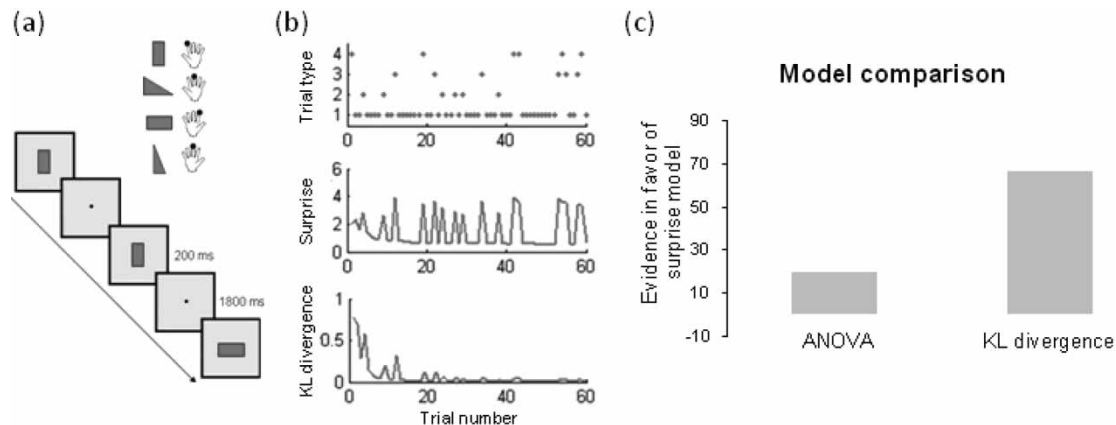 (a)
200 ms
1800 ms
(b)
Trial type
4
3
2
1
0
20
40
60
Surprise
6
4
2
0
0
20
40
60
KL divergence
1
0.5
0
0
20
40
60
Trial number
(c)
Model comparison
Evidence in favor of
surprise model
90
70
50
30
10
-10
ANOVA
KL divergence